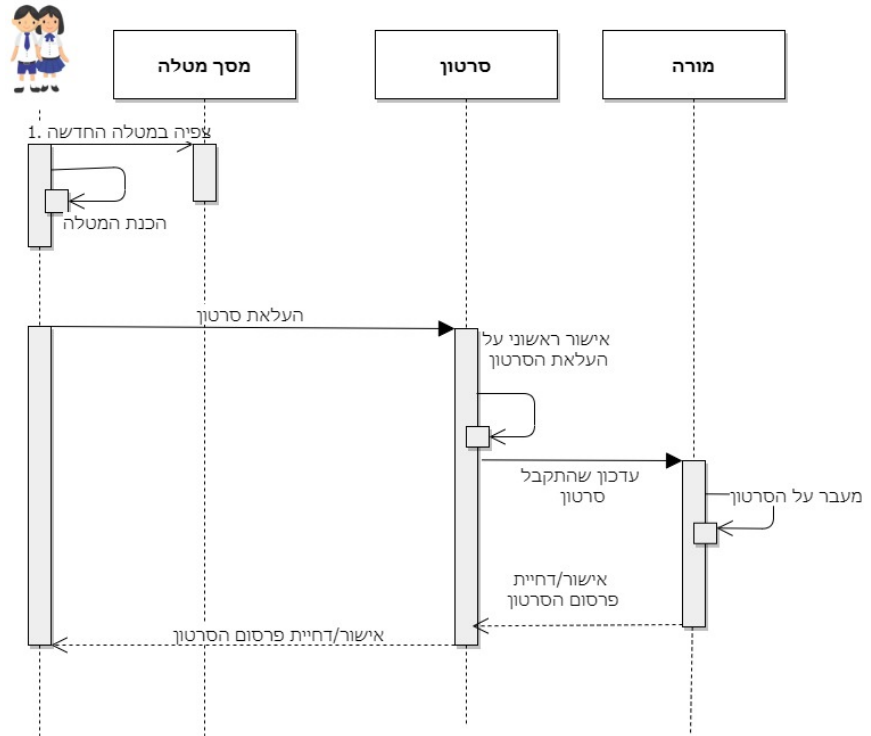 מסך מטלה
סרטון
מורה
1. צפיה במטלה החדשה
הכנת המטלה
העלאת סרטון
אישור ראשוני על
העלאת הסרטון
עדכון שהתקבל
סרטון
מעבר על הסרטון
אישור/דחיית
פרסום הסרטון
אישור/דחיית פרסום הסרטון